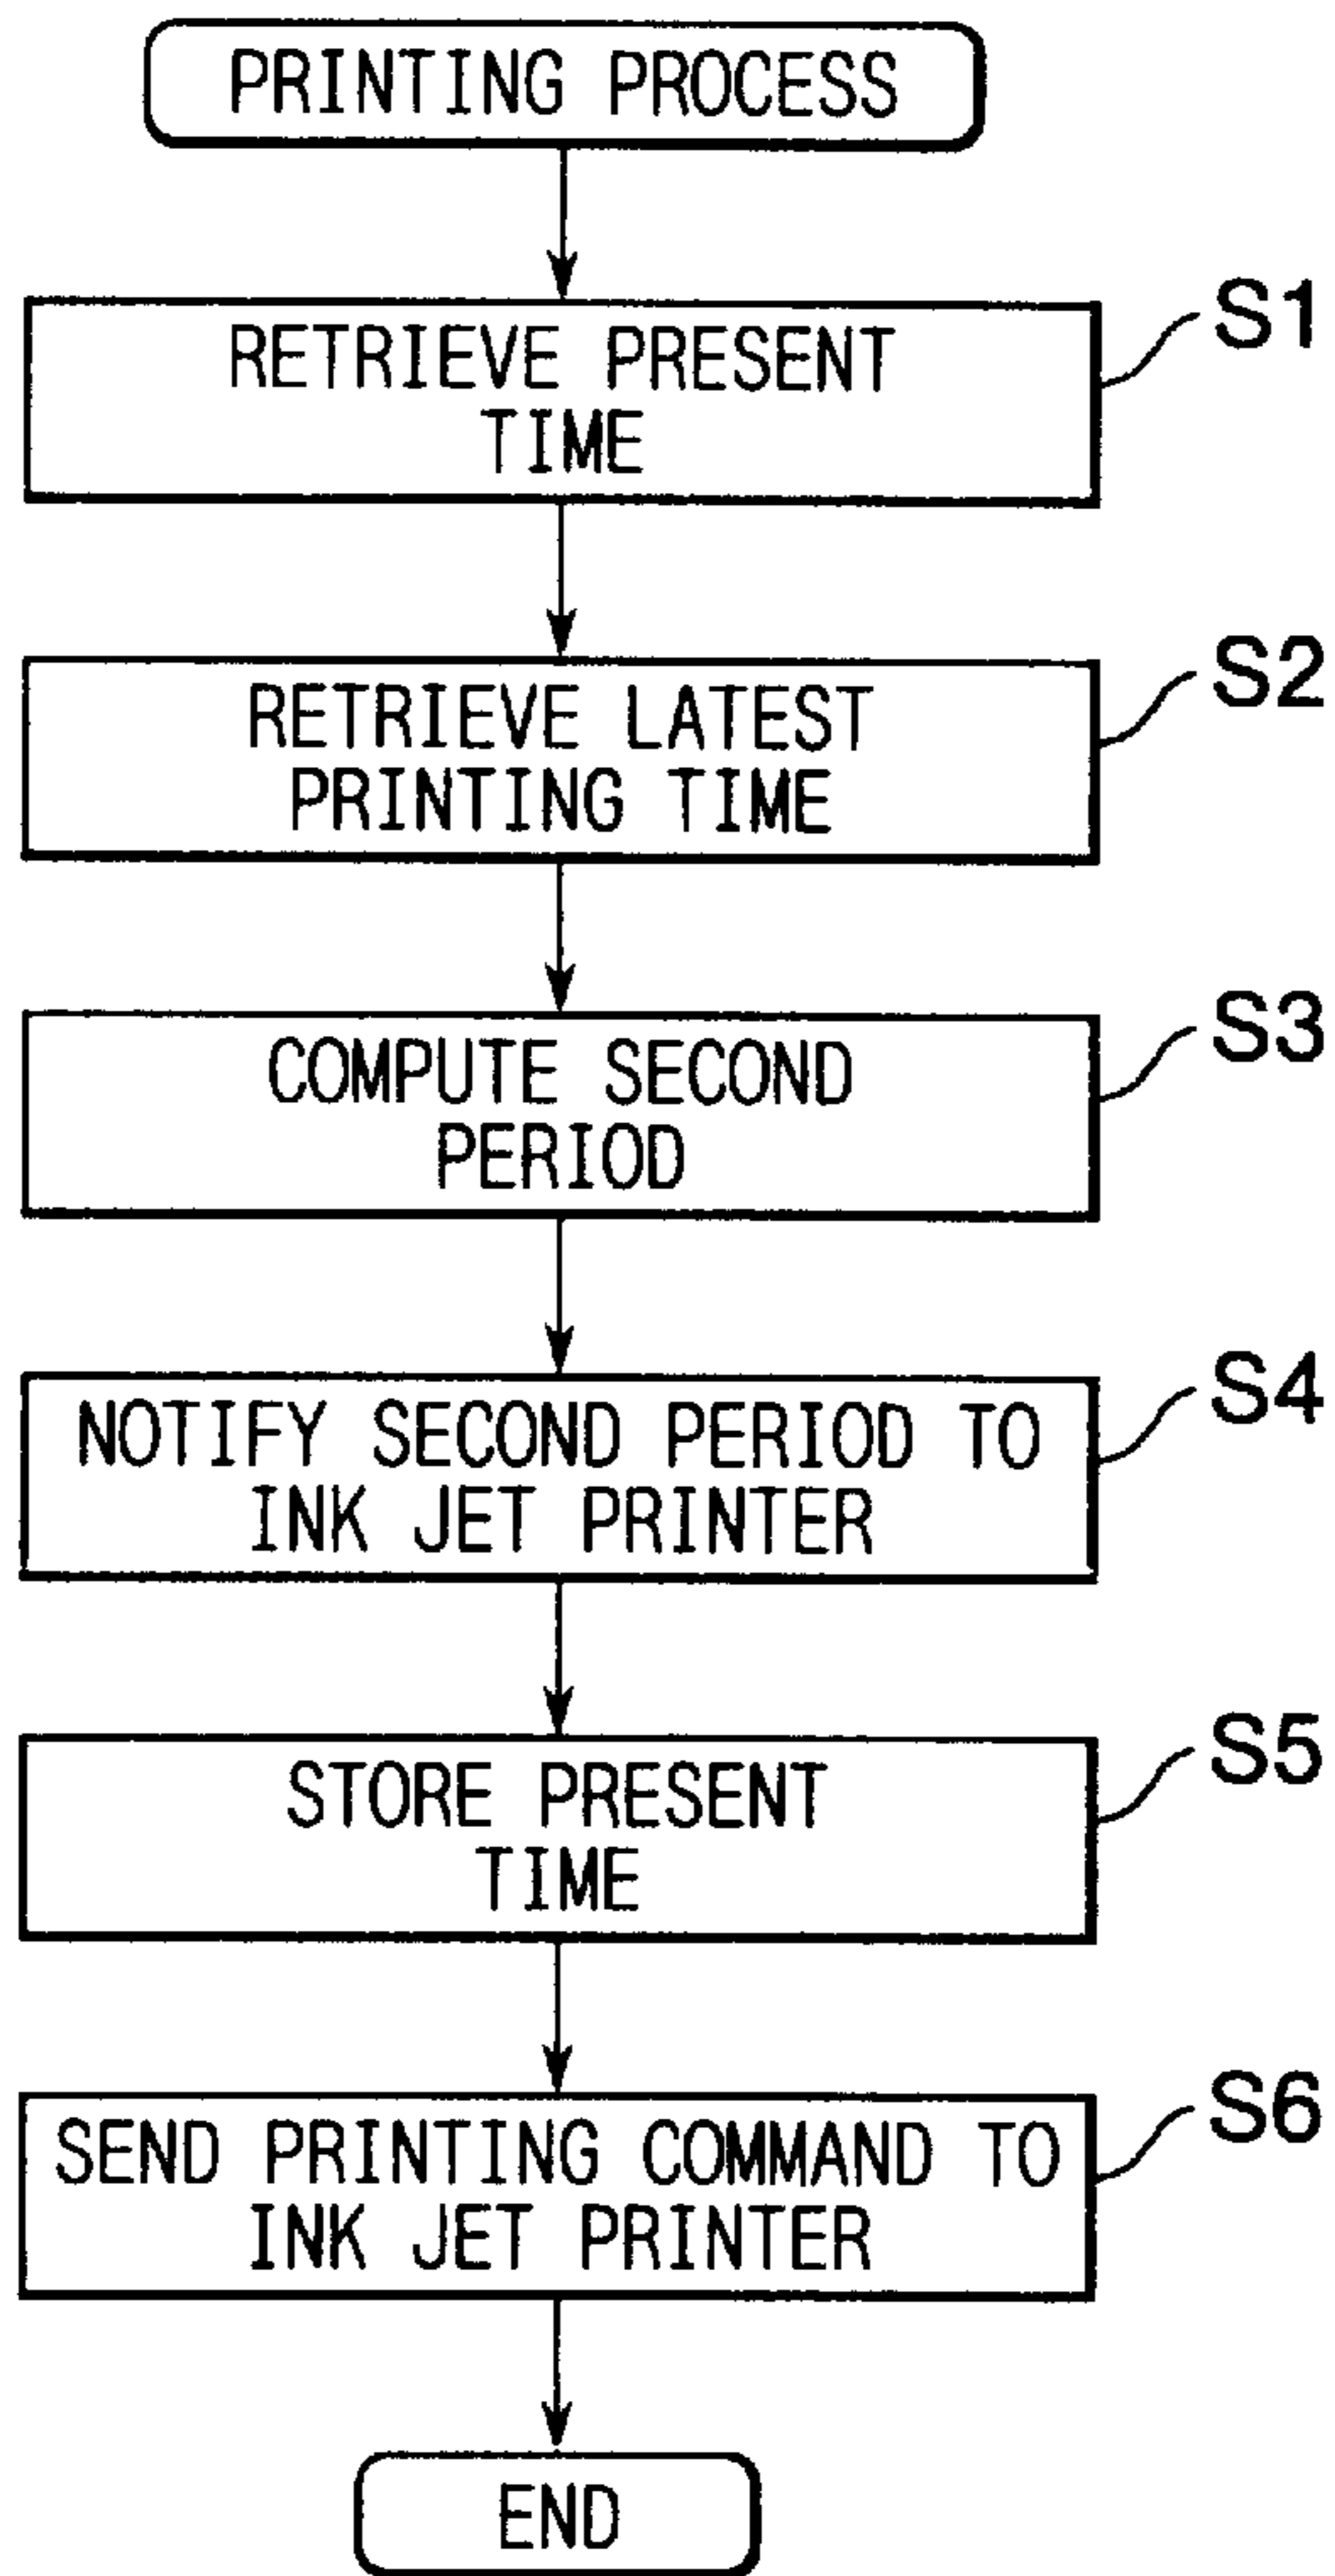 PRINTING PROCESS
RETRIEVE PRESENT
TIME
S1
RETRIEVE LATEST
PRINTING TIME
S2
COMPUTE SECOND
PERIOD
S3
NOTIFY SECOND PERIOD TO
INK JET PRINTER
S4
STORE PRESENT
TIME
S5
SEND PRINTING COMMAND TO
INK JET PRINTER
S6
END